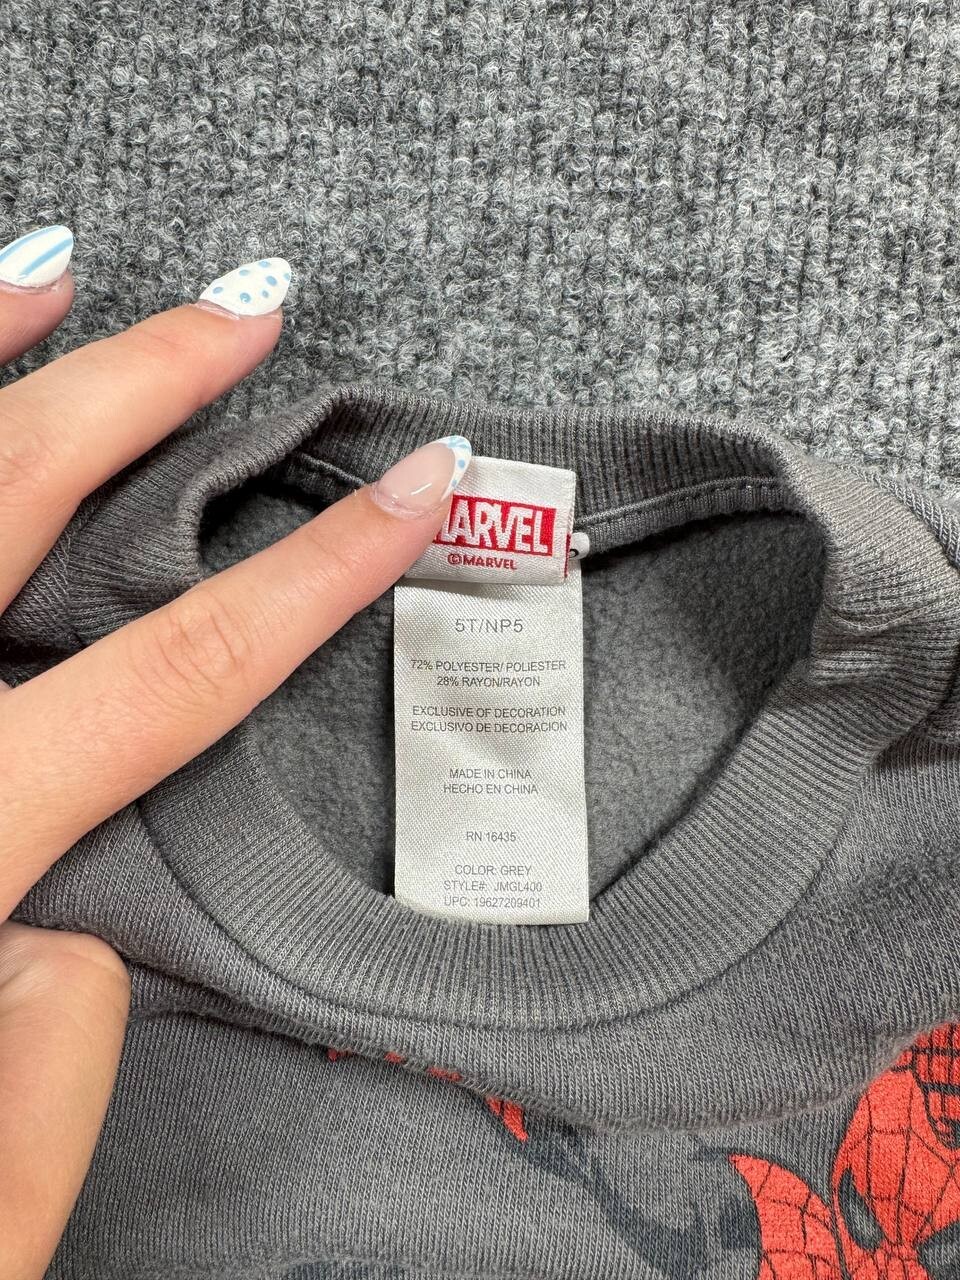 ARVEL
©MARVEL
5T/NP5
72% POLYESTER/ POLIESTER
28% RAYON/RAYON
EXCLUSIVE OF DECORATION
EXCLUSIVO DE DECORACION
MADE IN CHINA
HECHO EN CHINA
RN 16435
COLOR: GREY
STYLE#: JMGL400
UPC: 19627209401